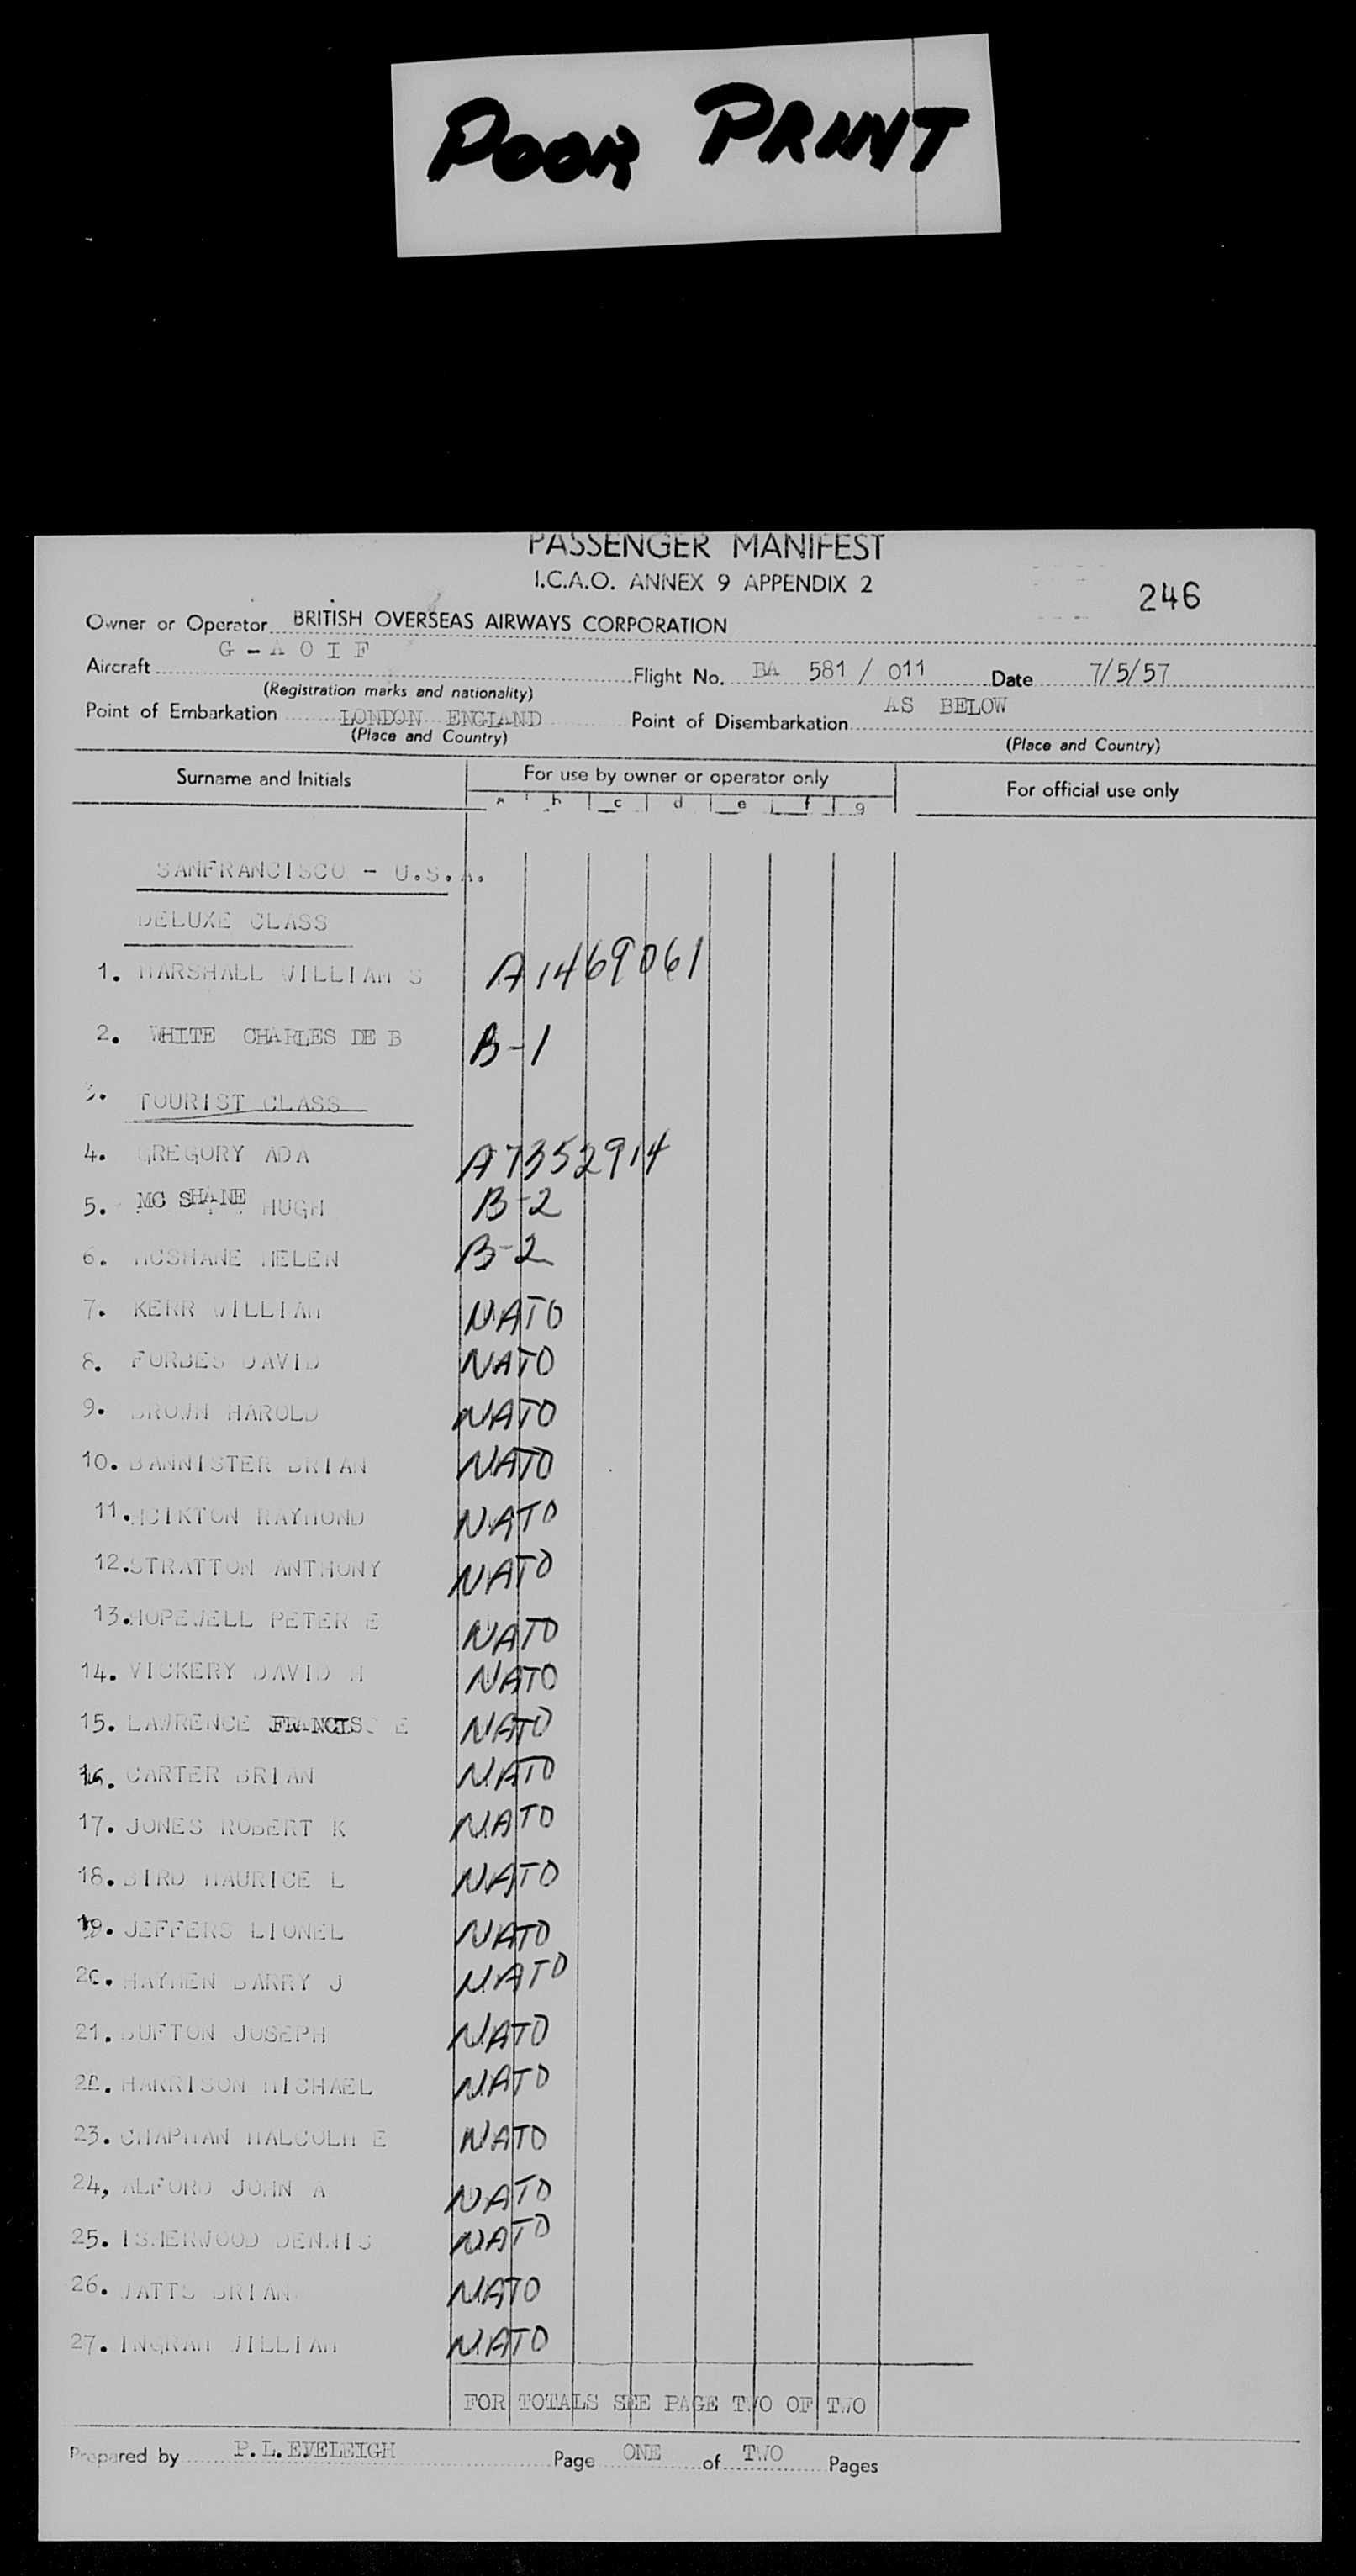 POOR PRINT
PASSENGER MANIFEST
I.C.A.O. ANNEX 9 APPENDIX 2
246
Owner or Operator BRITISH OVERSEAS AIRWAYS CORPORATION
Aircraft G - A O I F Flight No. BA 581 / 011 Date 7/5/57
(Registration marks and nationality)
Point of Embarkation LONDON ENGLAND Point of Disembarkation AS BELOW
(Place and Country) (Place and Country)
Surname and Initials For use by owner or operator only For official use only
a b c d e f g
SANFRANCISCO - U.S.A.
DELUXE CLASS
1. MARSHALL WILLIAM S A1469061
2. WHITE CHARLES DE B B-1
3. TOURIST CLASS
4. GREGORY ADA A7352914
5. MC SHANE HUGH B-2
6. MCSHANE HELEN B-2
7. KERR WILLIAM NATO
8. FORBES DAVID NATO
9. BROWN HAROLD NATO
10. BANNISTER BRIAN NATO
11. RAYMOND NATO
12. STRATTON ANTHONY NATO
13. HOPEWELL PETER E NATO
14. VICKERY DAVID NATO
15. LAWRENCE FRANCIS E NATO
16. CARTER BRIAN NATO
17. JONES ROBERT K NATO
18. BIRD MAURICE L NATO
19. JEFFERS LIONEL NATO
20. BARRY J NATO
21. JOSEPH NATO
22. HARRISON MICHAEL NATO
23. CHAPMAN MALCOLM E NATO
24, ALFORD JOHN A NATO
25. ISHERWOOD DENNIS NATO
26. WATTS BRIAN NATO
27. INGRAM WILLIAM NATO
FOR TOTALS SEE PAGE TWO OF TWO
Prepared by P.L.EVELEIGH Page ONE of TWO Pages